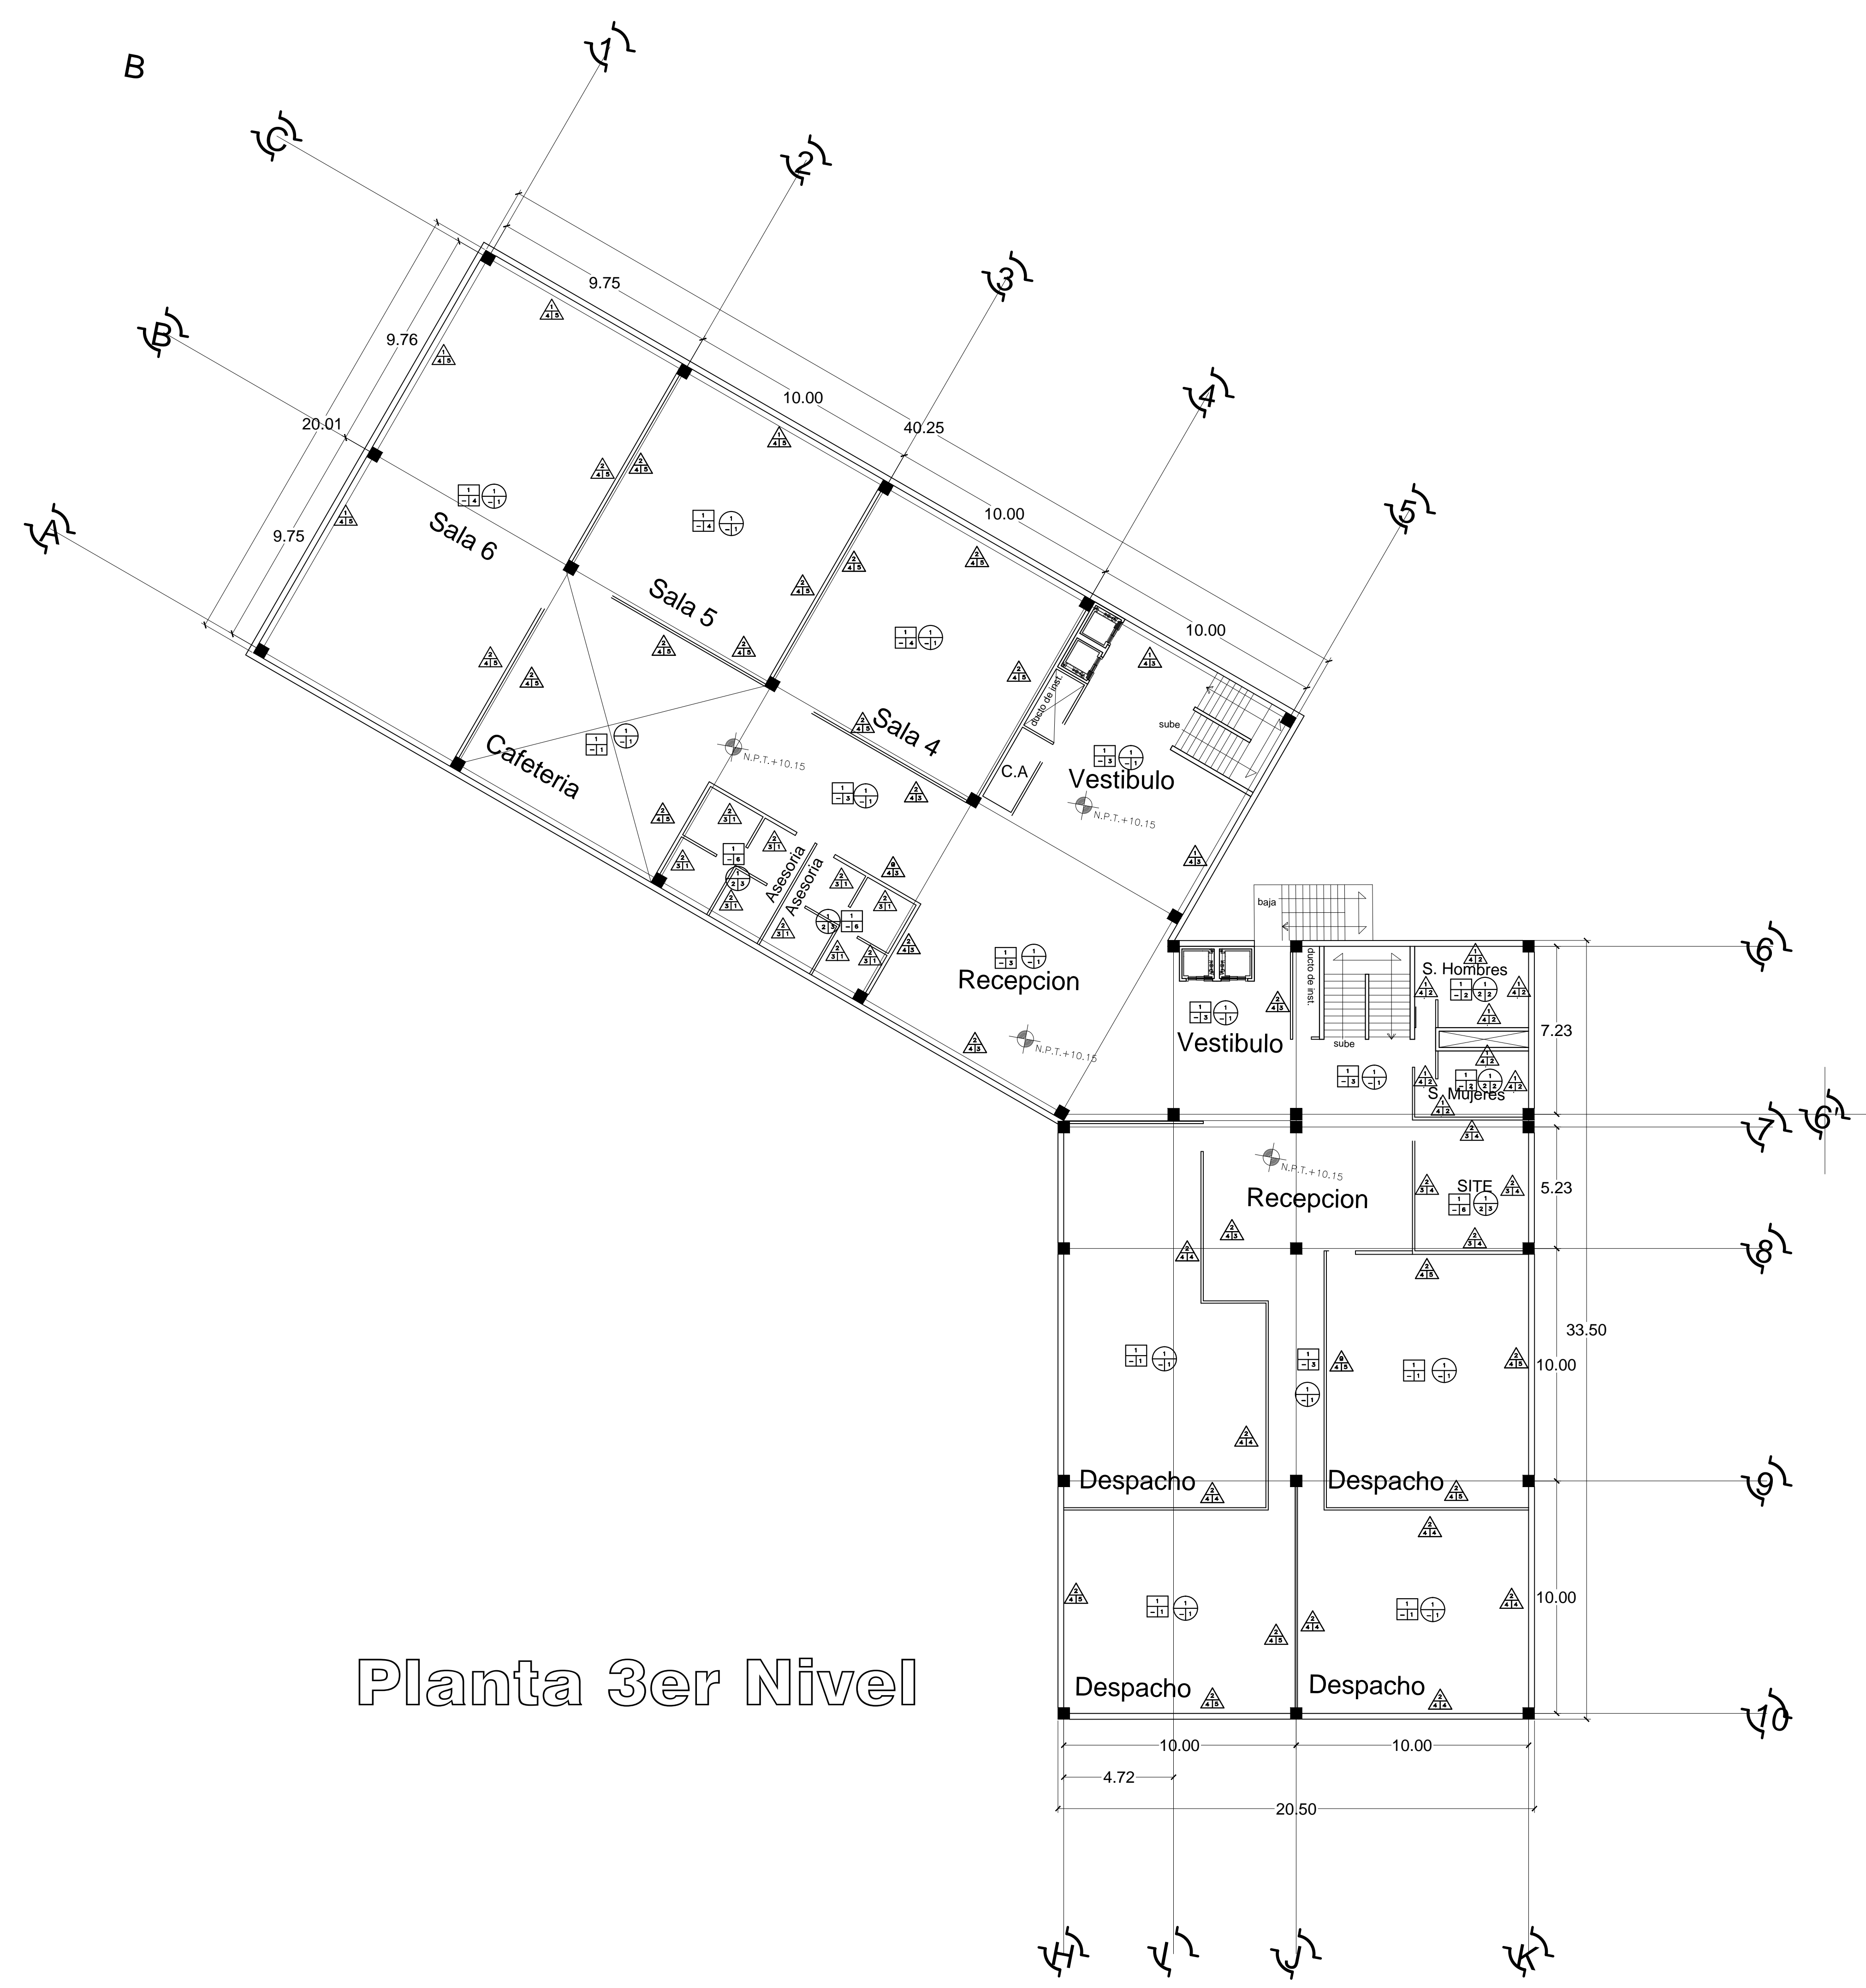 B
1
C
2
3
B
4
A
5
9.75
9.76
10.00
20.01
40.25
10.00
9.75
10.00
Sala 6
Sala 5
Sala 4
Cafeteria
ducto de inst.
sube
C.A
Vestibulo
N.P.T.+10.15
N.P.T.+10.15
Asesoria
Asesoria
Recepcion
N.P.T.+10.15
baja
ducto de inst.
S. Hombres
6
7.23
Vestibulo
sube
S. Mujeres
6'
7
N.P.T.+10.15
Recepcion
SITE
5.23
8
33.50
10.00
Despacho
Despacho
9
10.00
Planta 3er Nivel
Despacho
Despacho
10
10.00
10.00
4.72
20.50
H
I
J
K